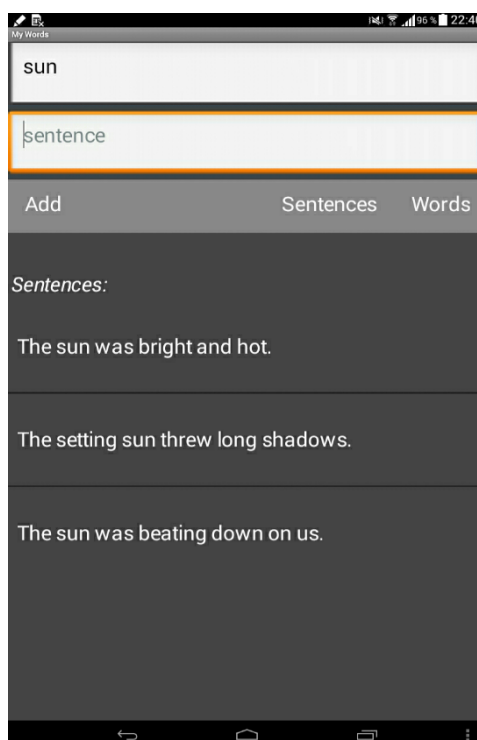 96 % 22:40
My Words
sun
sentence
Add Sentences Words
Sentences:
The sun was bright and hot.
The setting sun threw long shadows.
The sun was beating down on us.